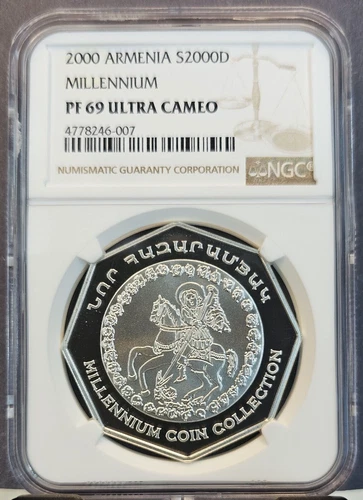 2000 ARMENIA S2000D
MILLENNIUM
PF 69 ULTRA CAMEO
4778246-007
NUMISMATIC GUARANTY CORPORATION
NGC
ՆՈՐ ՀԱԶԱՐԱՄՅԱԿ
MILLENNIUM COIN COLLECTION